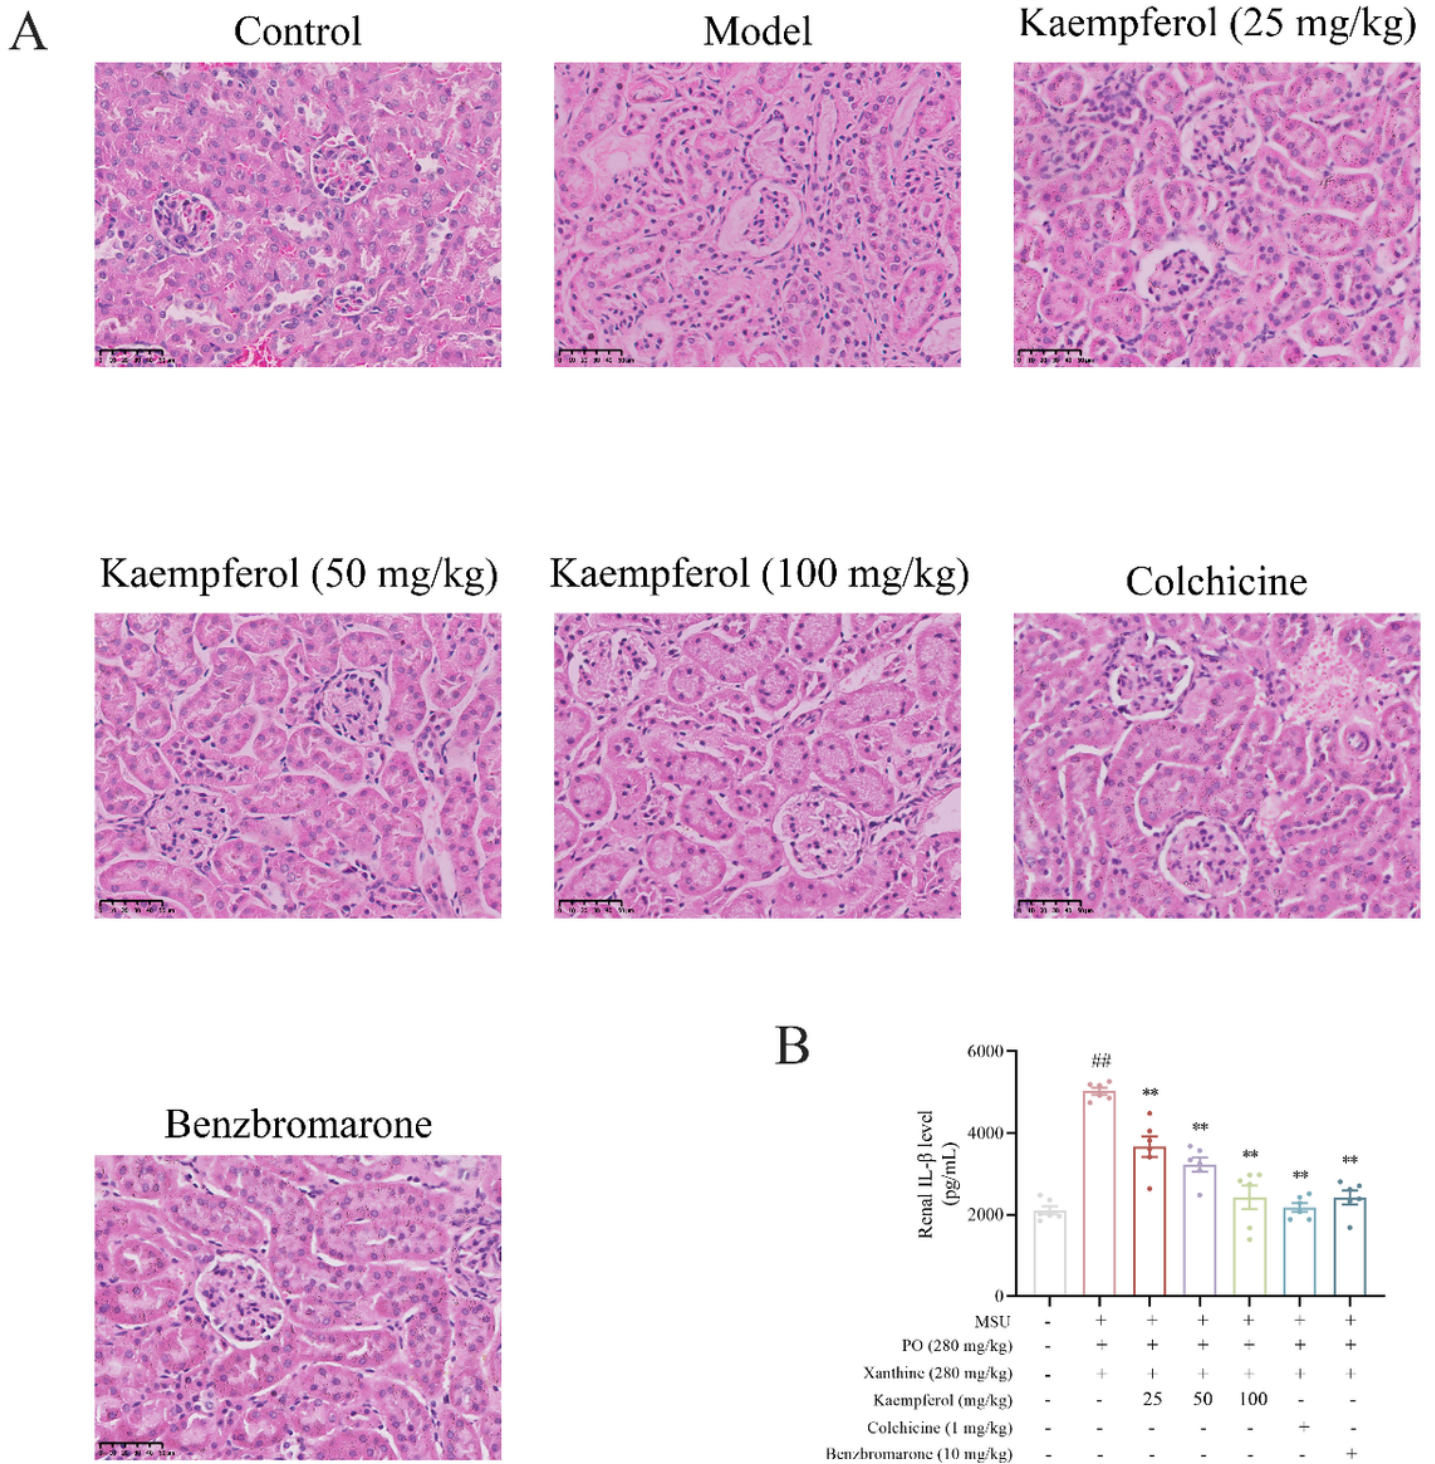 A
Control
Model
Kaempferol (25 mg/kg)
Kaempferol (50 mg/kg)
Kaempferol (100 mg/kg)
Colchicine
Benzbromarone
B
Renal IL-β level
(pg/mL)
6000
4000
2000
0
##
**
**
**
**
**
MSU - + + + + + +
PO (280 mg/kg) - + + + + + +
Xanthine (280 mg/kg) - + + + + + +
Kaempferol (mg/kg) - - 25 50 100 - -
Colchicine (1 mg/kg) - - - - - + -
Benzbromarone (10 mg/kg) - - - - - - +